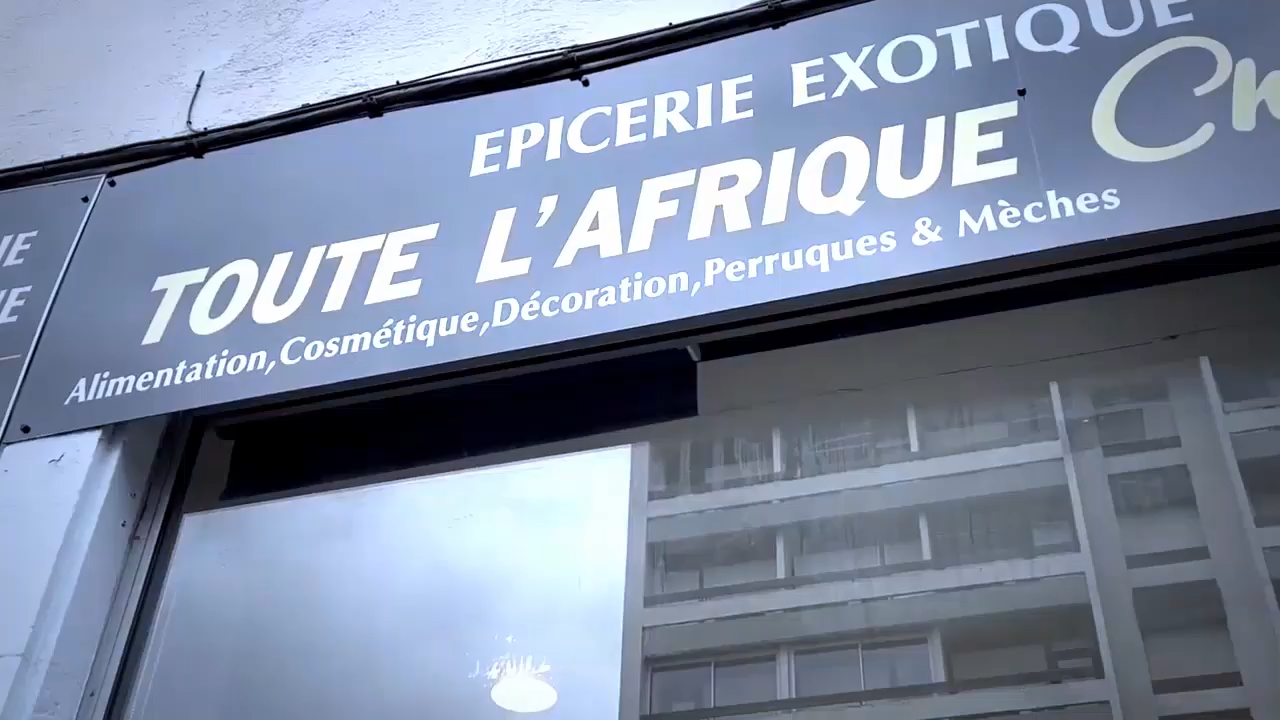 EPICERIE EXOTIQUE
TOUTE L'AFRIQUE
Alimentation,Cosmétique,Décoration,Perruques & Mèches